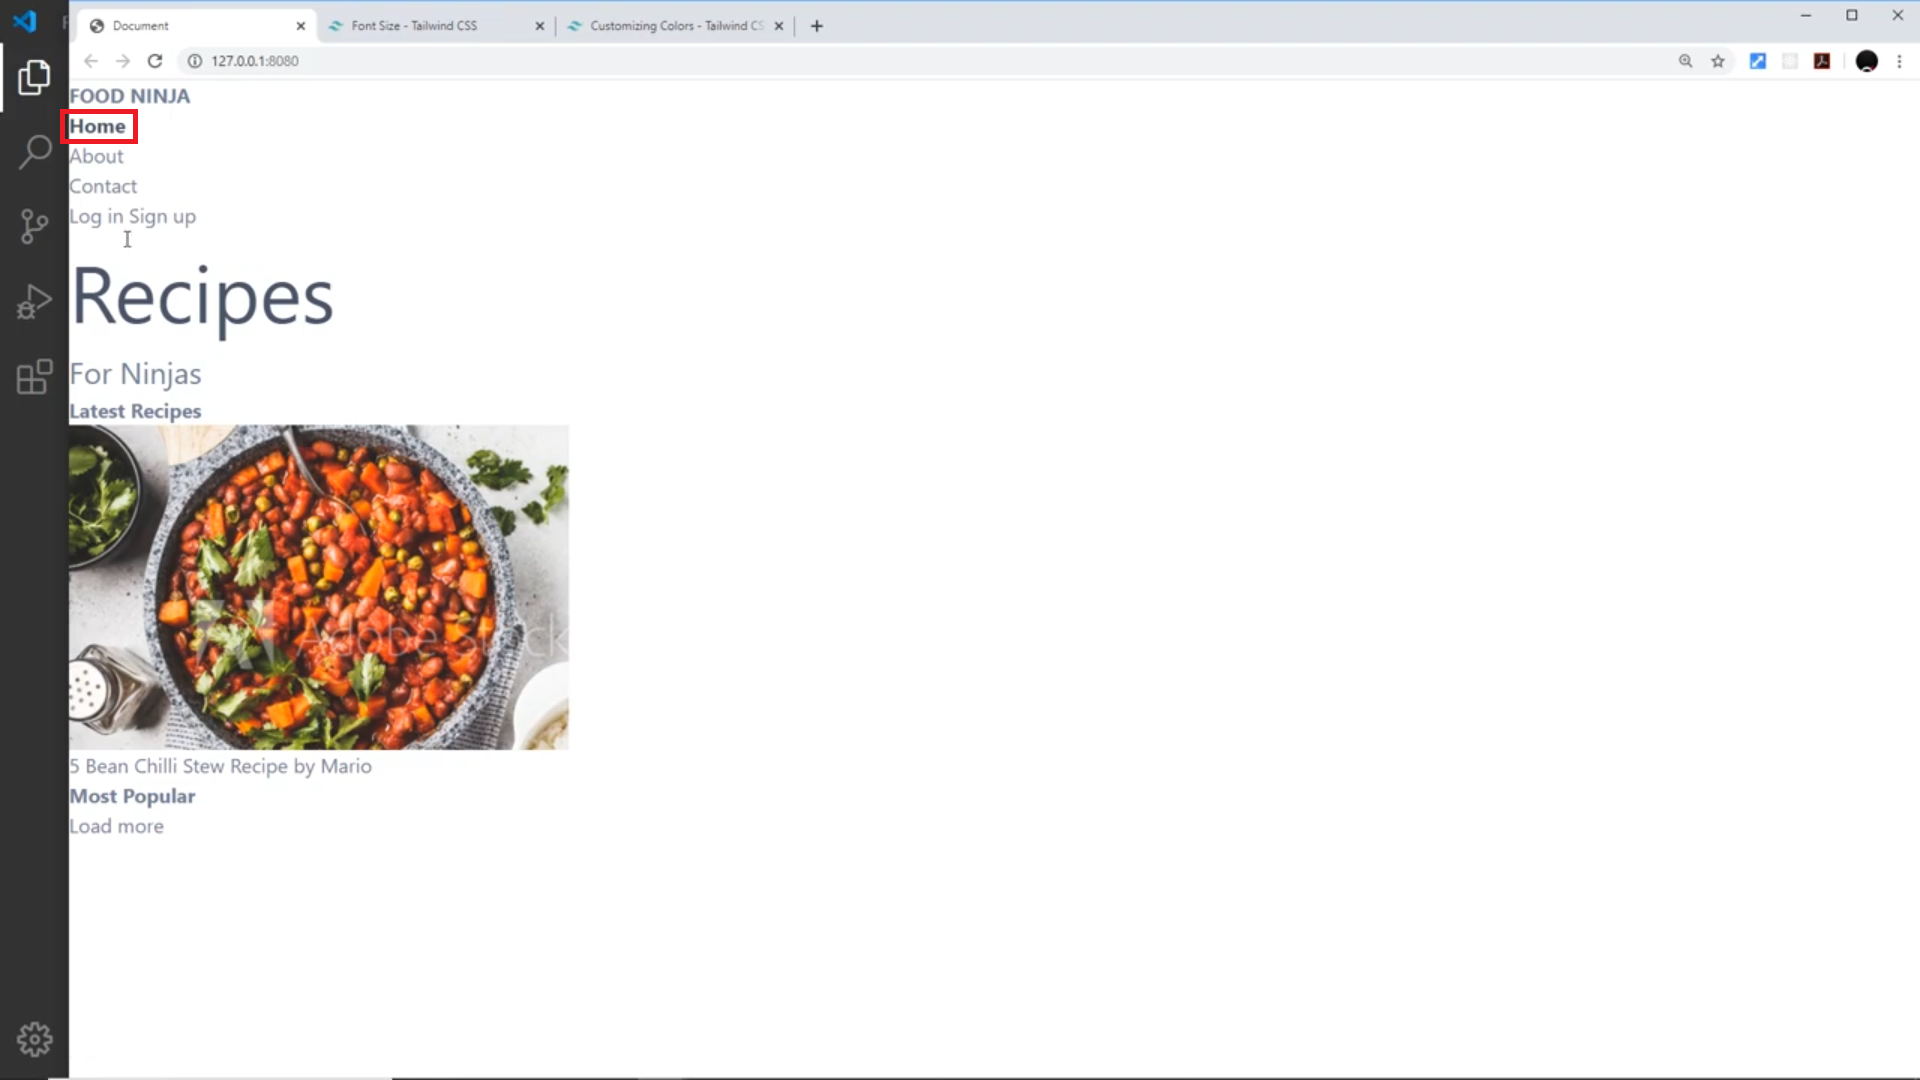 Document
Font Size - Tailwind CSS
Customizing Colors - Tailwind CS
127.0.0.1:8080
FOOD NINJA
Home
About
Contact
Log in Sign up
Recipes
For Ninjas
Latest Recipes
Adobe Stock
5 Bean Chilli Stew Recipe by Mario
Most Popular
Load more